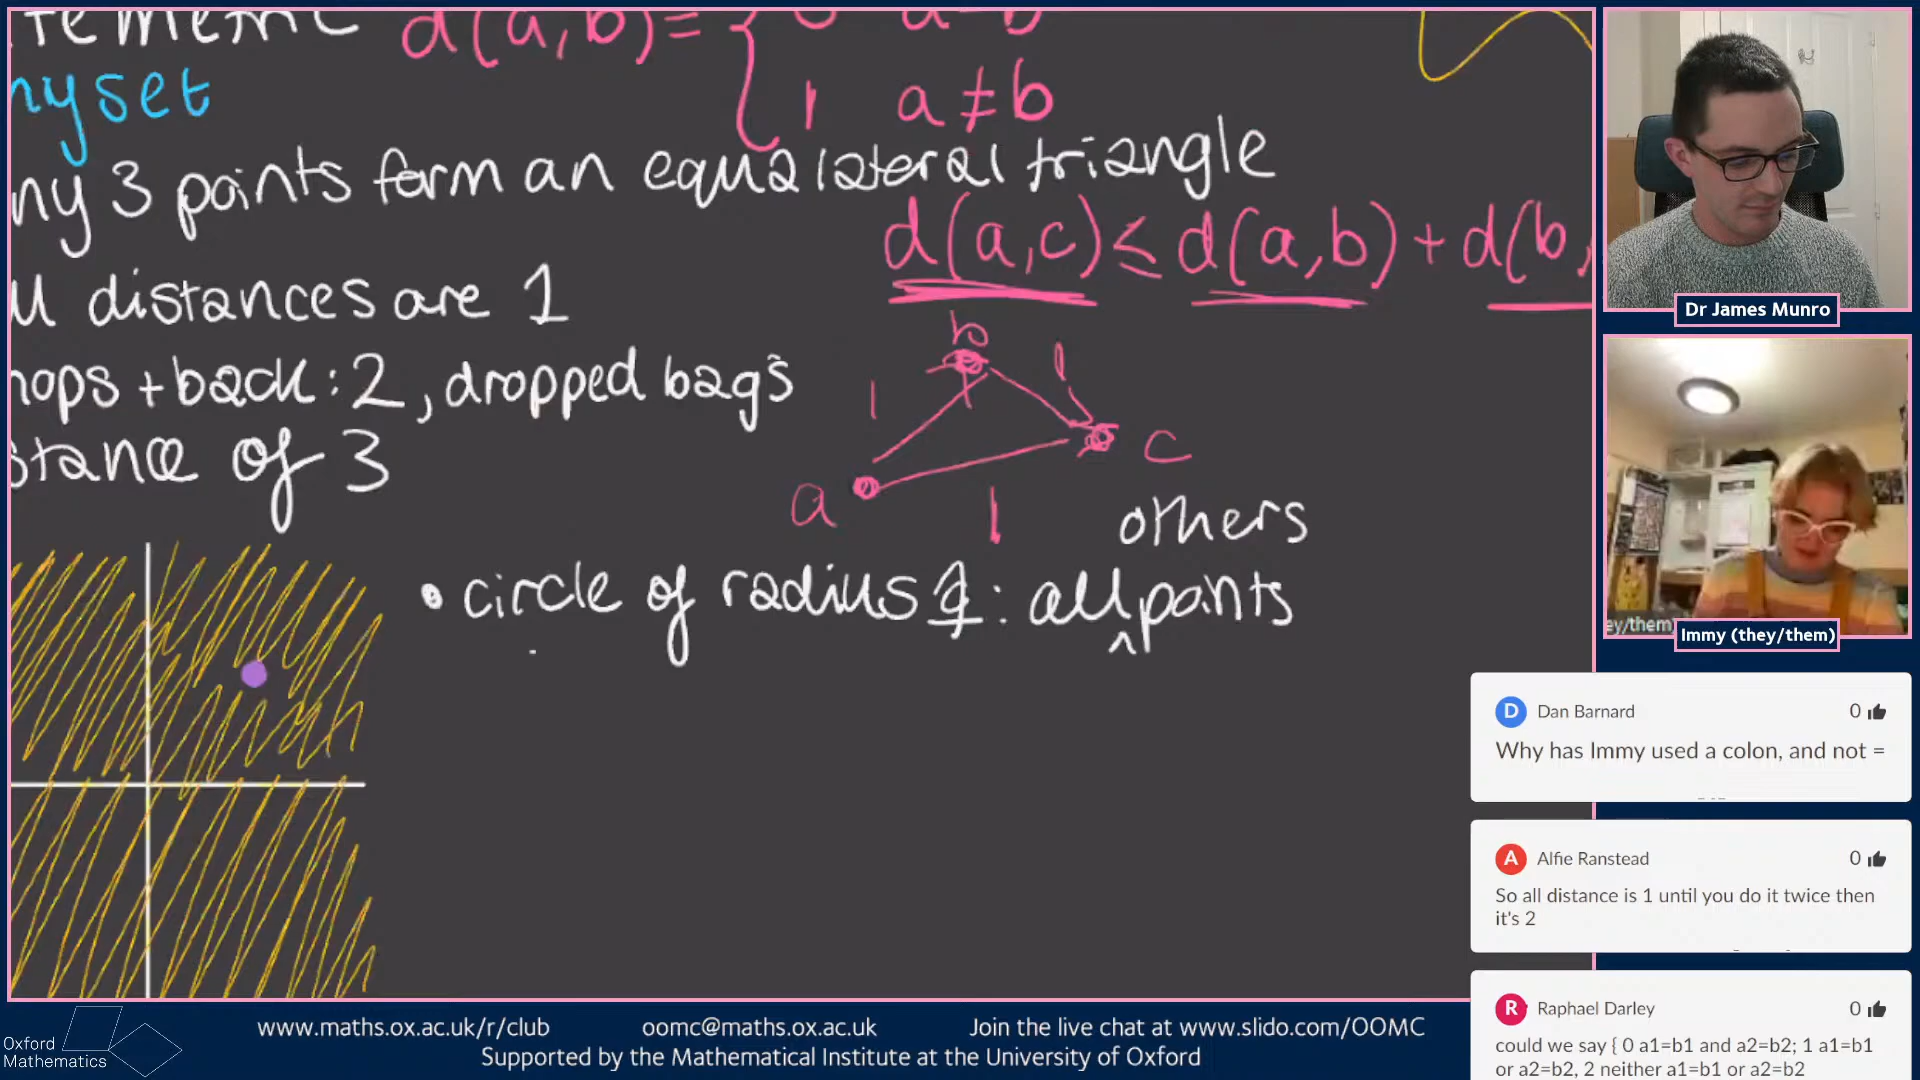 d(a,b)= { 0 a=b
1 a≠b
set
3 points form an equalateral triangle
d(a,c) ≤ d(a,b) + d(b,
distances are 1
+back: 2, dropped bags
of 3
b
1
1
c
a
1
others
• circle of radius 1: all ^ points
Dr James Munro
ey/them)
Immy (they/them)
D Dan Barnard 0
Why has Immy used a colon, and not =
A Alfie Ranstead 0
So all distance is 1 until you do it twice then
it's 2
R Raphael Darley 0
could we say { 0 a1=b1 and a2=b2; 1 a1=b1
or a2=b2, 2 neither a1=b1 or a2=b2
Oxford
Mathematics
www.maths.ox.ac.uk/r/club oomc@maths.ox.ac.uk Join the live chat at www.slido.com/OOMC
Supported by the Mathematical Institute at the University of Oxford